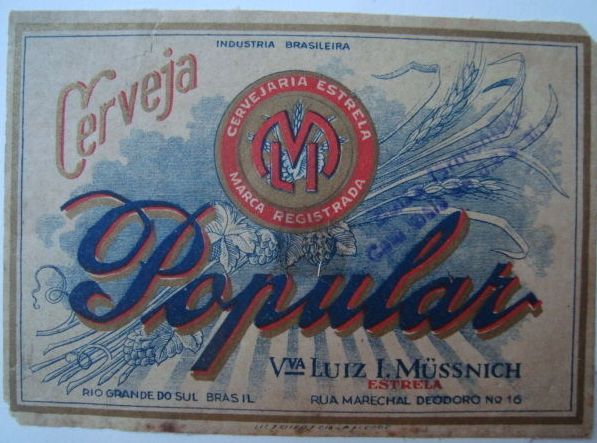 INDUSTRIA BRASILEIRA
Cerveja
CERVEJARIA ESTRELA
MLI
MARCA REGISTRADA
Popular
Vva LUIZ I. MÜSSNICH
ESTRELA
RIO GRANDE DO SUL BRASIL
RUA MARECHAL DEODORO No 16